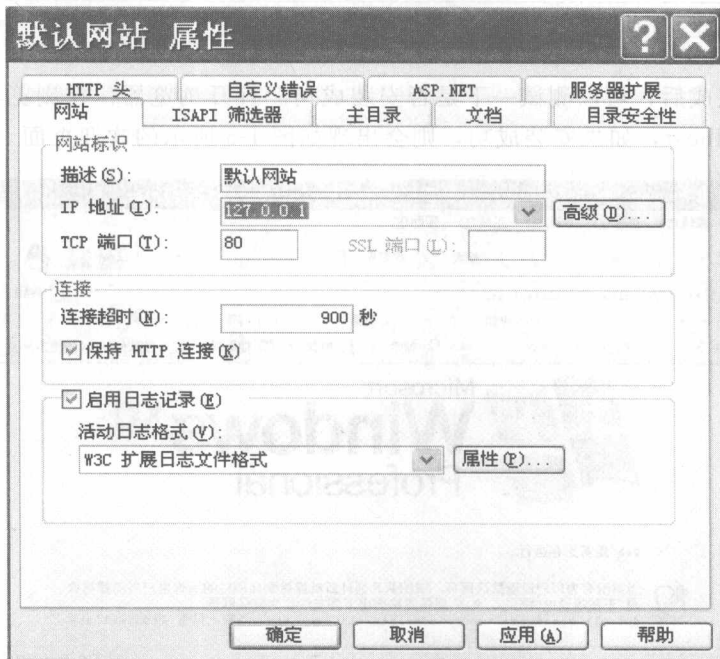 默认网站 属性
HTTP 头 自定义错误 ASP.NET 服务器扩展
网站 ISAPI 筛选器 主目录 文档 目录安全性
网站标识
描述(S): 默认网站
IP 地址(I): 127.0.0.1 高级(D)...
TCP 端口(T): 80 SSL 端口(L):
连接
连接超时(N): 900 秒
保持 HTTP 连接(K)
启用日志记录(E)
活动日志格式(V):
W3C 扩展日志文件格式 属性(P)...
Microsoft
Windows
Professional
确定 取消 应用(A) 帮助